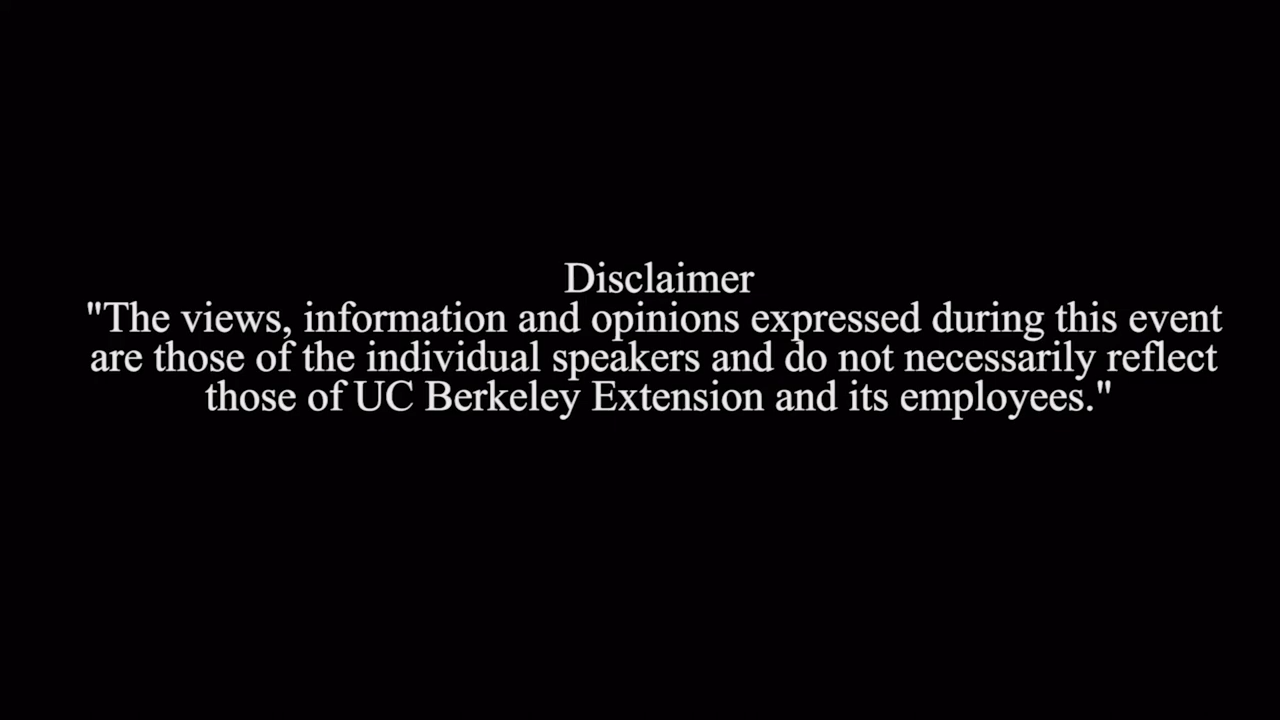 Disclaimer
"The views, information and opinions expressed during this event
are those of the individual speakers and do not necessarily reflect
those of UC Berkeley Extension and its employees."